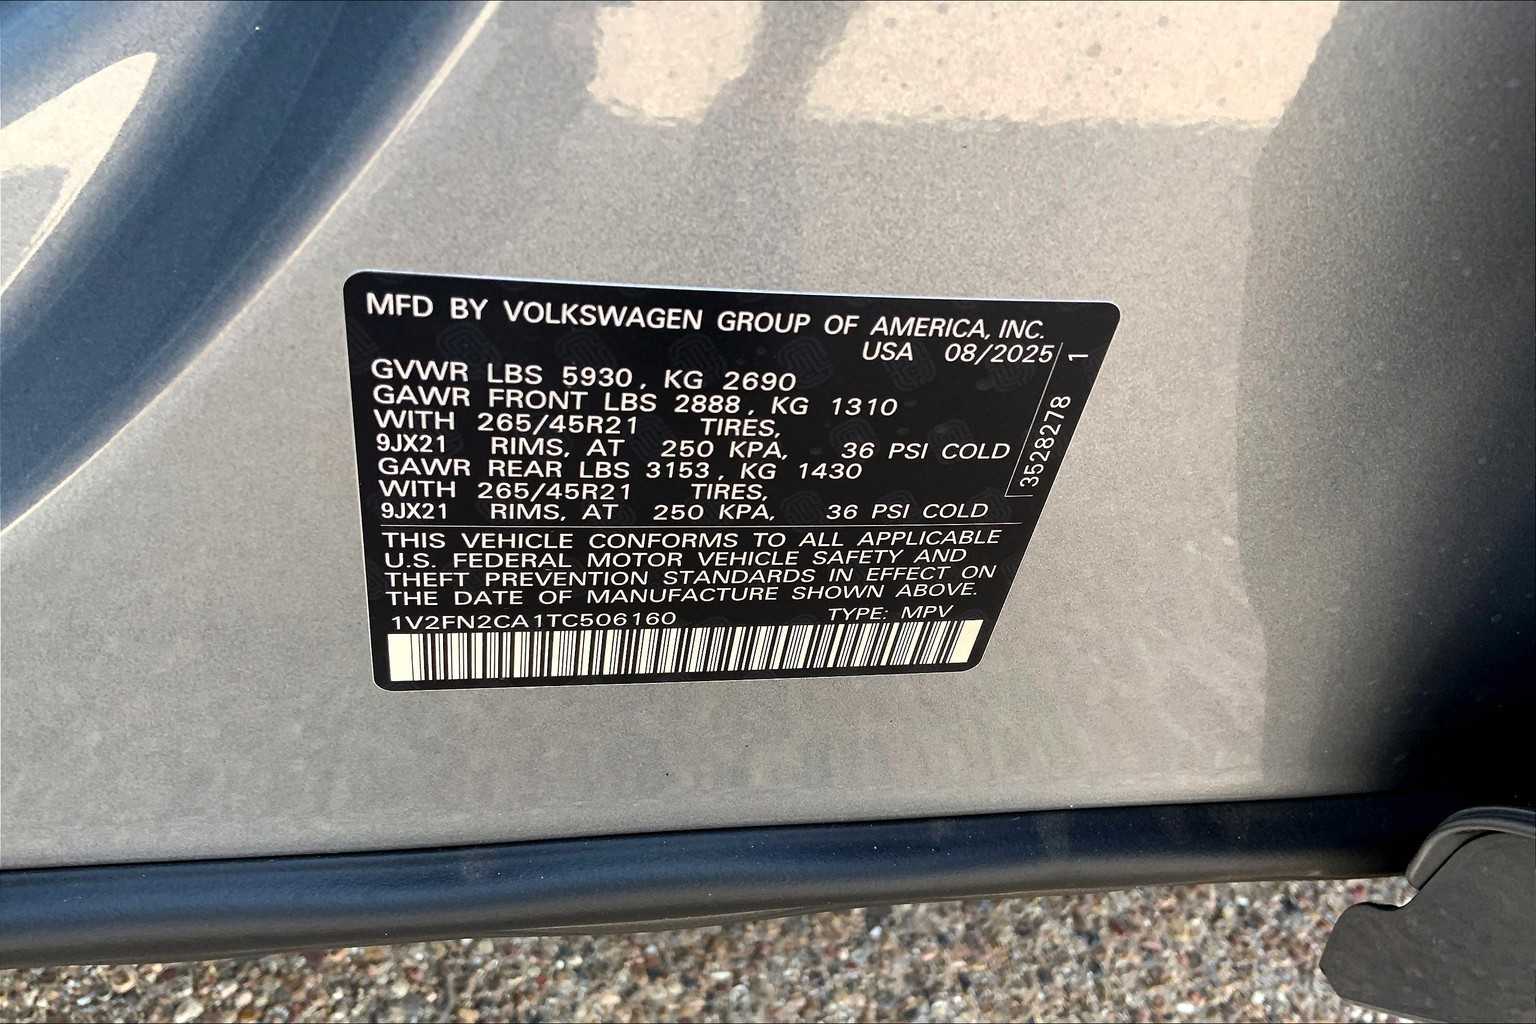 MFD BY VOLKSWAGEN GROUP OF AMERICA, INC.
USA 08/2025
GVWR LBS 5930, KG 2690
GAWR FRONT LBS 2888, KG 1310
WITH 265/45R21 TIRES,
9JX21 RIMS, AT 250 KPA, 36 PSI COLD
GAWR REAR LBS 3153, KG 1430
WITH 265/45R21 TIRES,
9JX21 RIMS, AT 250 KPA, 36 PSI COLD
3528278 1
THIS VEHICLE CONFORMS TO ALL APPLICABLE
U.S. FEDERAL MOTOR VEHICLE SAFETY AND
THEFT PREVENTION STANDARDS IN EFFECT ON
THE DATE OF MANUFACTURE SHOWN ABOVE.
1V2FN2CA1TC506160 TYPE: MPV